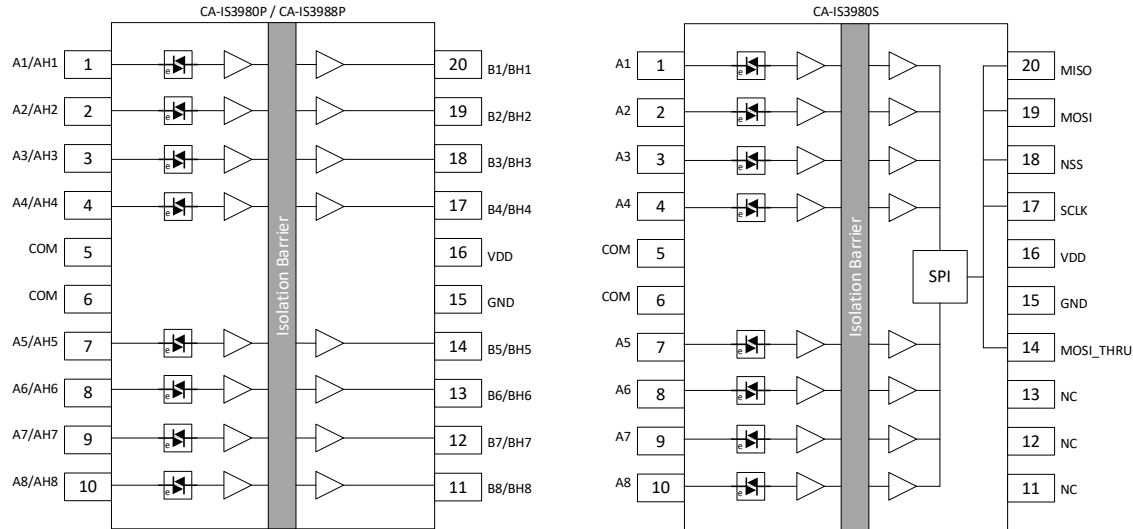 CA-IS3980P / CA-IS3988P
A1/AH1 1 20 B1/BH1
A2/AH2 2 19 B2/BH2
A3/AH3 3 18 B3/BH3
A4/AH4 4 17 B4/BH4
COM 5 16 VDD
COM 6 15 GND
A5/AH5 7 14 B5/BH5
A6/AH6 8 13 B6/BH6
A7/AH7 9 12 B7/BH7
A8/AH8 10 11 B8/BH8
e
e
e
e
e
e
e
e
Isolation Barrier
CA-IS3980S
A1 1 20 MISO
A2 2 19 MOSI
A3 3 18 NSS
A4 4 17 SCLK
COM 5 16 VDD
COM 6 15 GND
A5 7 14 MOSI_THRU
A6 8 13 NC
A7 9 12 NC
A8 10 11 NC
e
e
e
e
e
e
e
e
Isolation Barrier
SPI